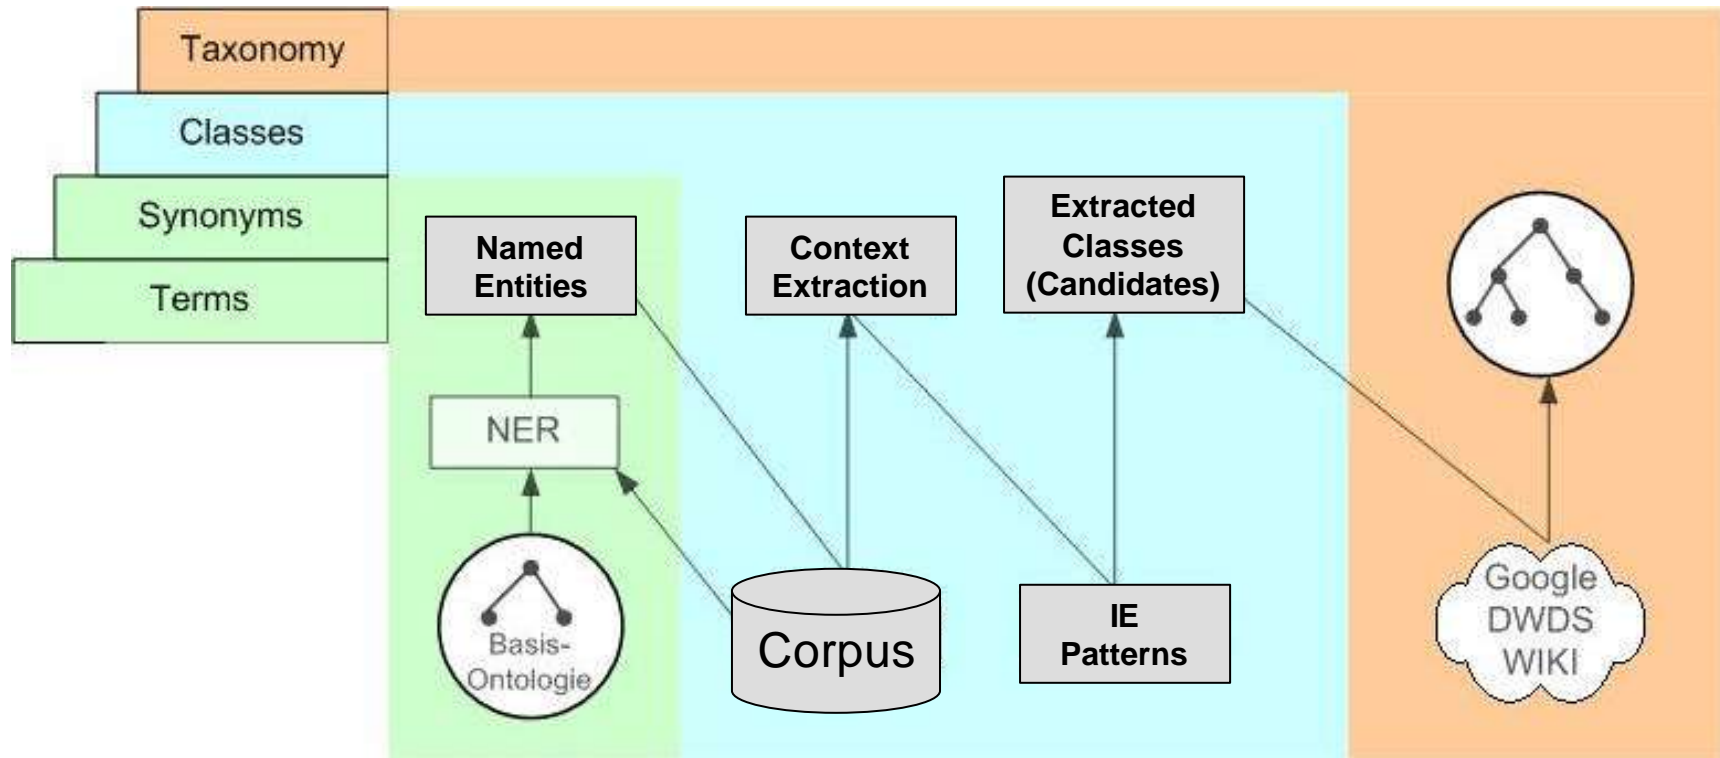 Taxonomy
Classes
Synonyms
Terms
Named
Entities
NER
Basis-
Ontologie
Context
Extraction
Corpus
Extracted
Classes
(Candidates)
IE
Patterns
Google
DWDS
WIKI